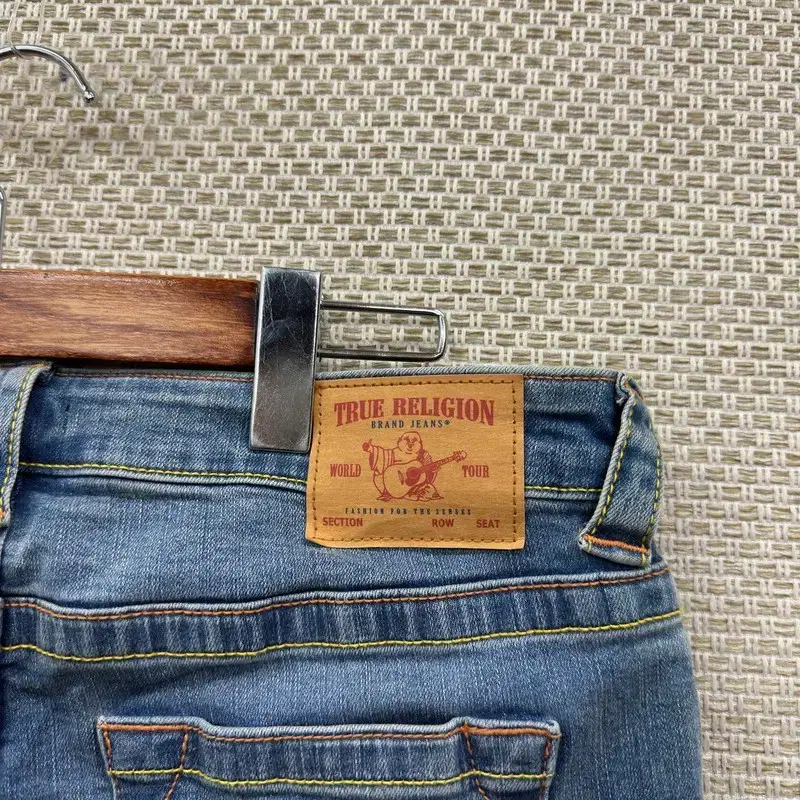 TRUE RELIGION
BRAND JEANS®
WORLD TOUR
FASHION FOR THE SENSES
SECTION ROW SEAT